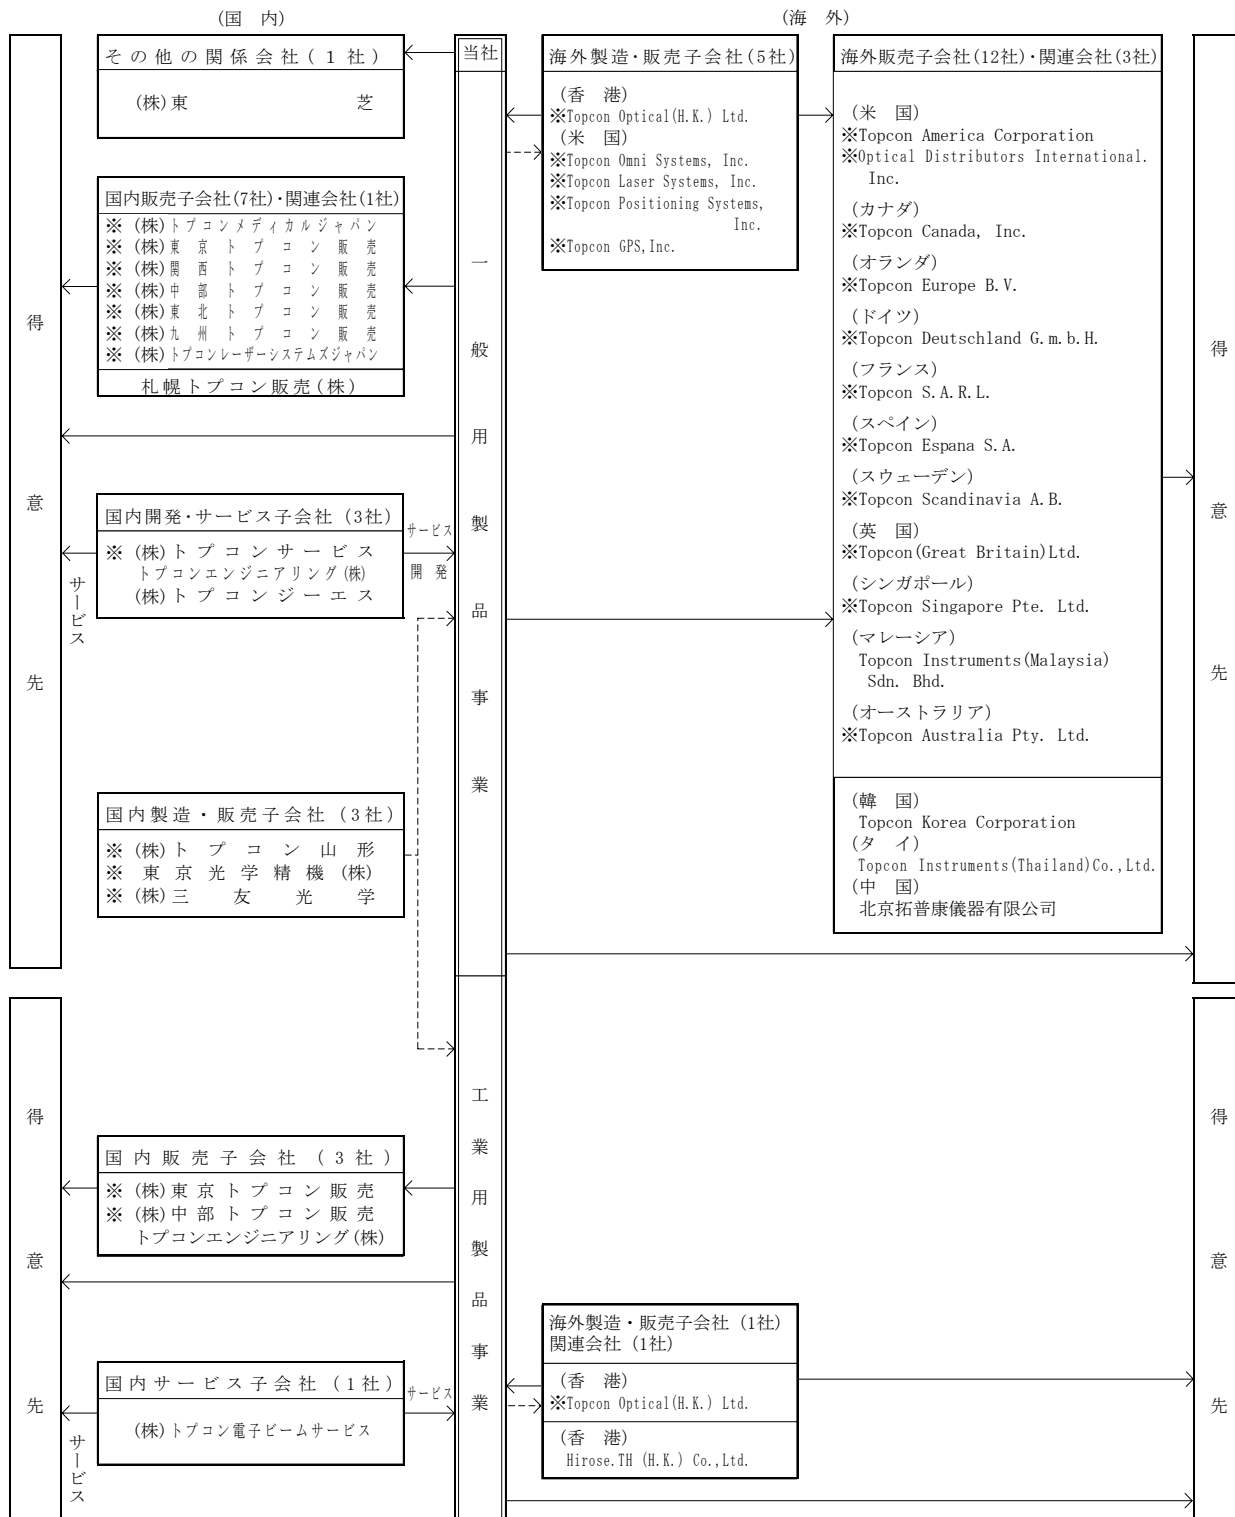 (国　内)
(海　外)
その他の関係会社(１社)
(株)東　芝
国内販売子会社(7社)・関連会社(1社)
※ (株)トプコンメディカルジャパン
※ (株)東京トプコン販売
※ (株)関西トプコン販売
※ (株)中部トプコン販売
※ (株)東北トプコン販売
※ (株)九州トプコン販売
※ (株)トプコンレーザーシステムズジャパン
札幌トプコン販売(株)
国内開発・サービス子会社 (3社)
※ (株)トプコンサービス
トプコンエンジニアリング(株)
(株)トプコンジーエス
サービス
開発
サービス
国内製造・販売子会社 (3社)
※ (株)トプコン山形
※ 東京光学精機(株)
※ (株)三友光学
得意先
当社
一般用製品事業
海外製造・販売子会社(5社)
(香　港)
※Topcon Optical(H.K.) Ltd.
(米　国)
※Topcon Omni Systems, Inc.
※Topcon Laser Systems, Inc.
※Topcon Positioning Systems,
Inc.
※Topcon GPS,Inc.
海外販売子会社(12社)・関連会社(3社)
(米　国)
※Topcon America Corporation
※Optical Distributors International.
Inc.
(カナダ)
※Topcon Canada, Inc.
(オランダ)
※Topcon Europe B.V.
(ドイツ)
※Topcon Deutschland G.m.b.H.
(フランス)
※Topcon S.A.R.L.
(スペイン)
※Topcon Espana S.A.
(スウェーデン)
※Topcon Scandinavia A.B.
(英　国)
※Topcon(Great Britain)Ltd.
(シンガポール)
※Topcon Singapore Pte. Ltd.
(マレーシア)
Topcon Instruments(Malaysia)
Sdn. Bhd.
(オーストラリア)
※Topcon Australia Pty. Ltd.
(韓　国)
Topcon Korea Corporation
(タ　イ)
Topcon Instruments(Thailand)Co.,Ltd.
(中　国)
北京拓普康儀器有限公司
得意先
得意先
国内販売子会社 (3社)
※ (株)東京トプコン販売
※ (株)中部トプコン販売
トプコンエンジニアリング(株)
国内サービス子会社 (1社)
(株)トプコン電子ビームサービス
サービス
サービス
工業用製品事業
海外製造・販売子会社 (1社)
関連会社 (1社)
(香　港)
※Topcon Optical(H.K.) Ltd.
(香　港)
Hirose.TH (H.K.) Co.,Ltd.
得意先